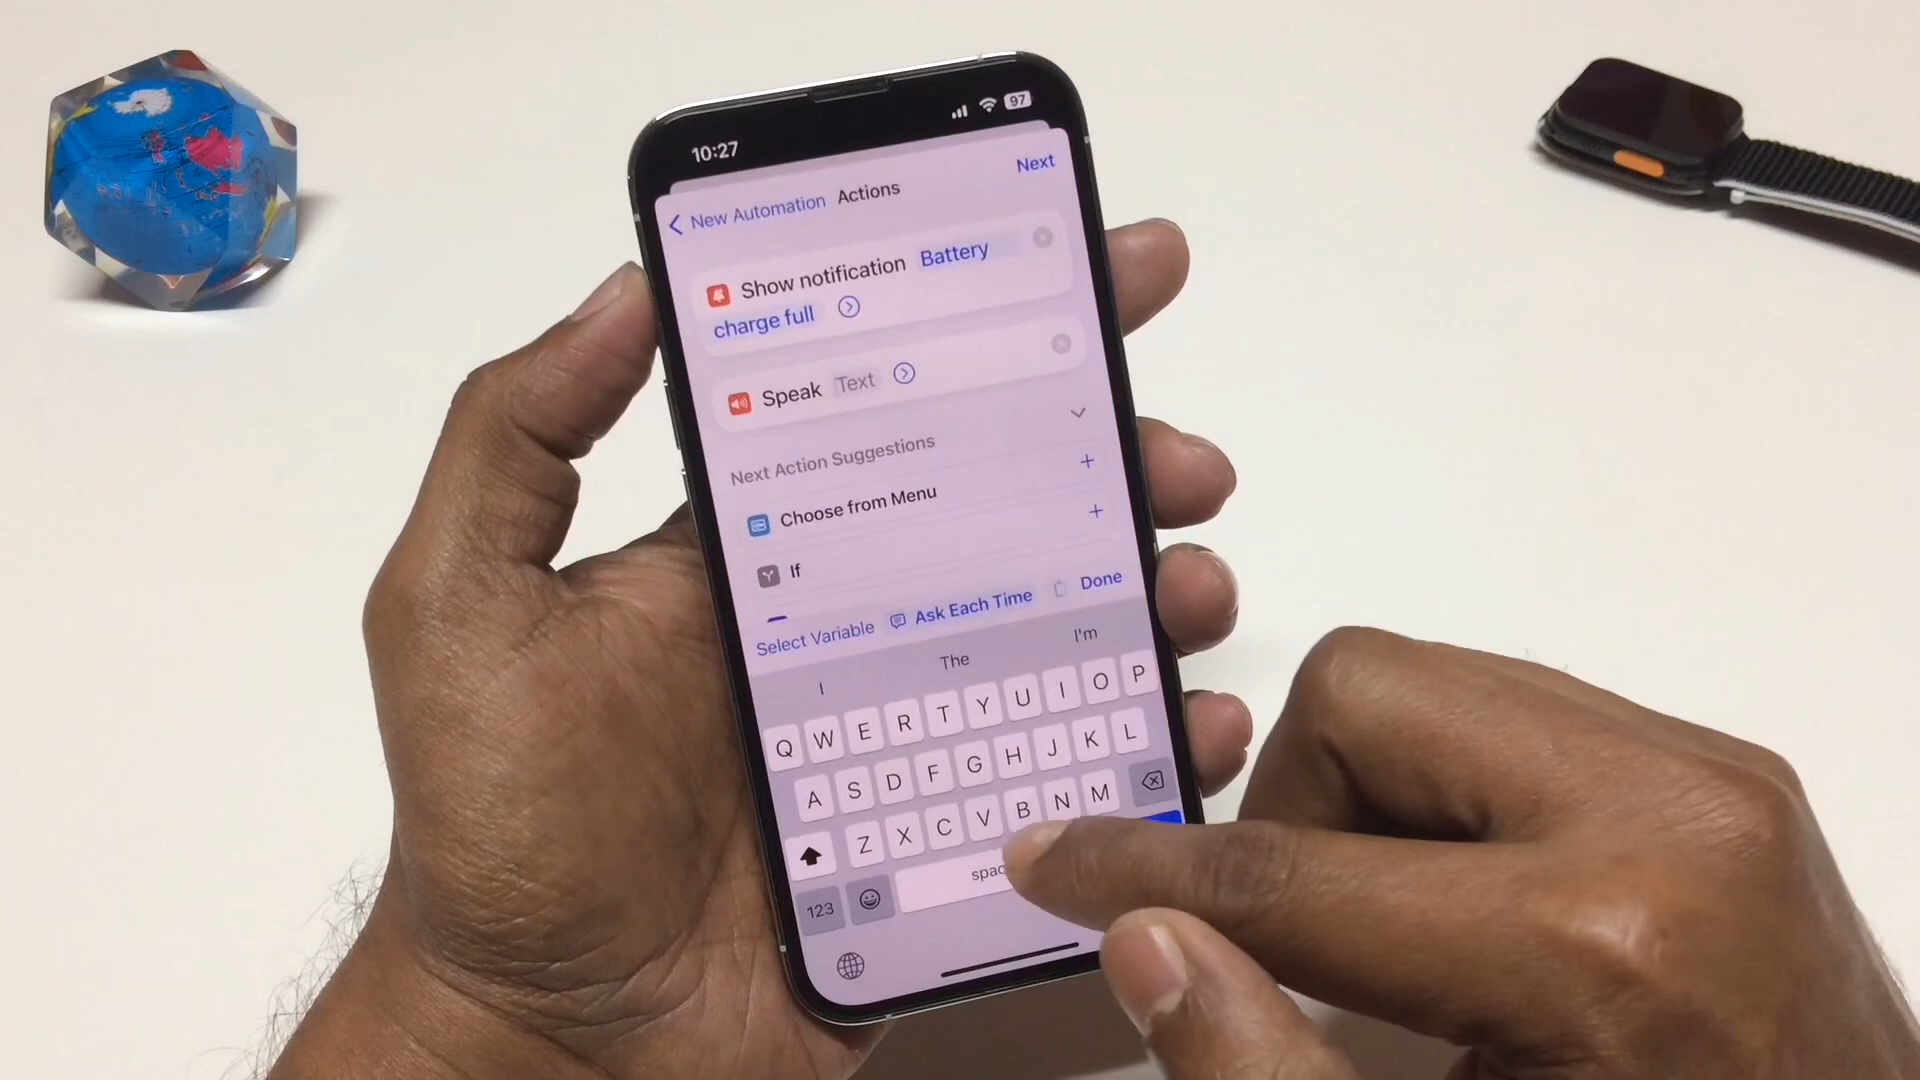 10:27
97
New Automation
Actions
Next
Show notification Battery
charge full
Speak Text
Next Action Suggestions
Choose from Menu
If
Select Variable
Ask Each Time
Done
I
The
I'm
Q W E R T Y U I O P
A S D F G H J K L
Z X C V B N M
123
spac